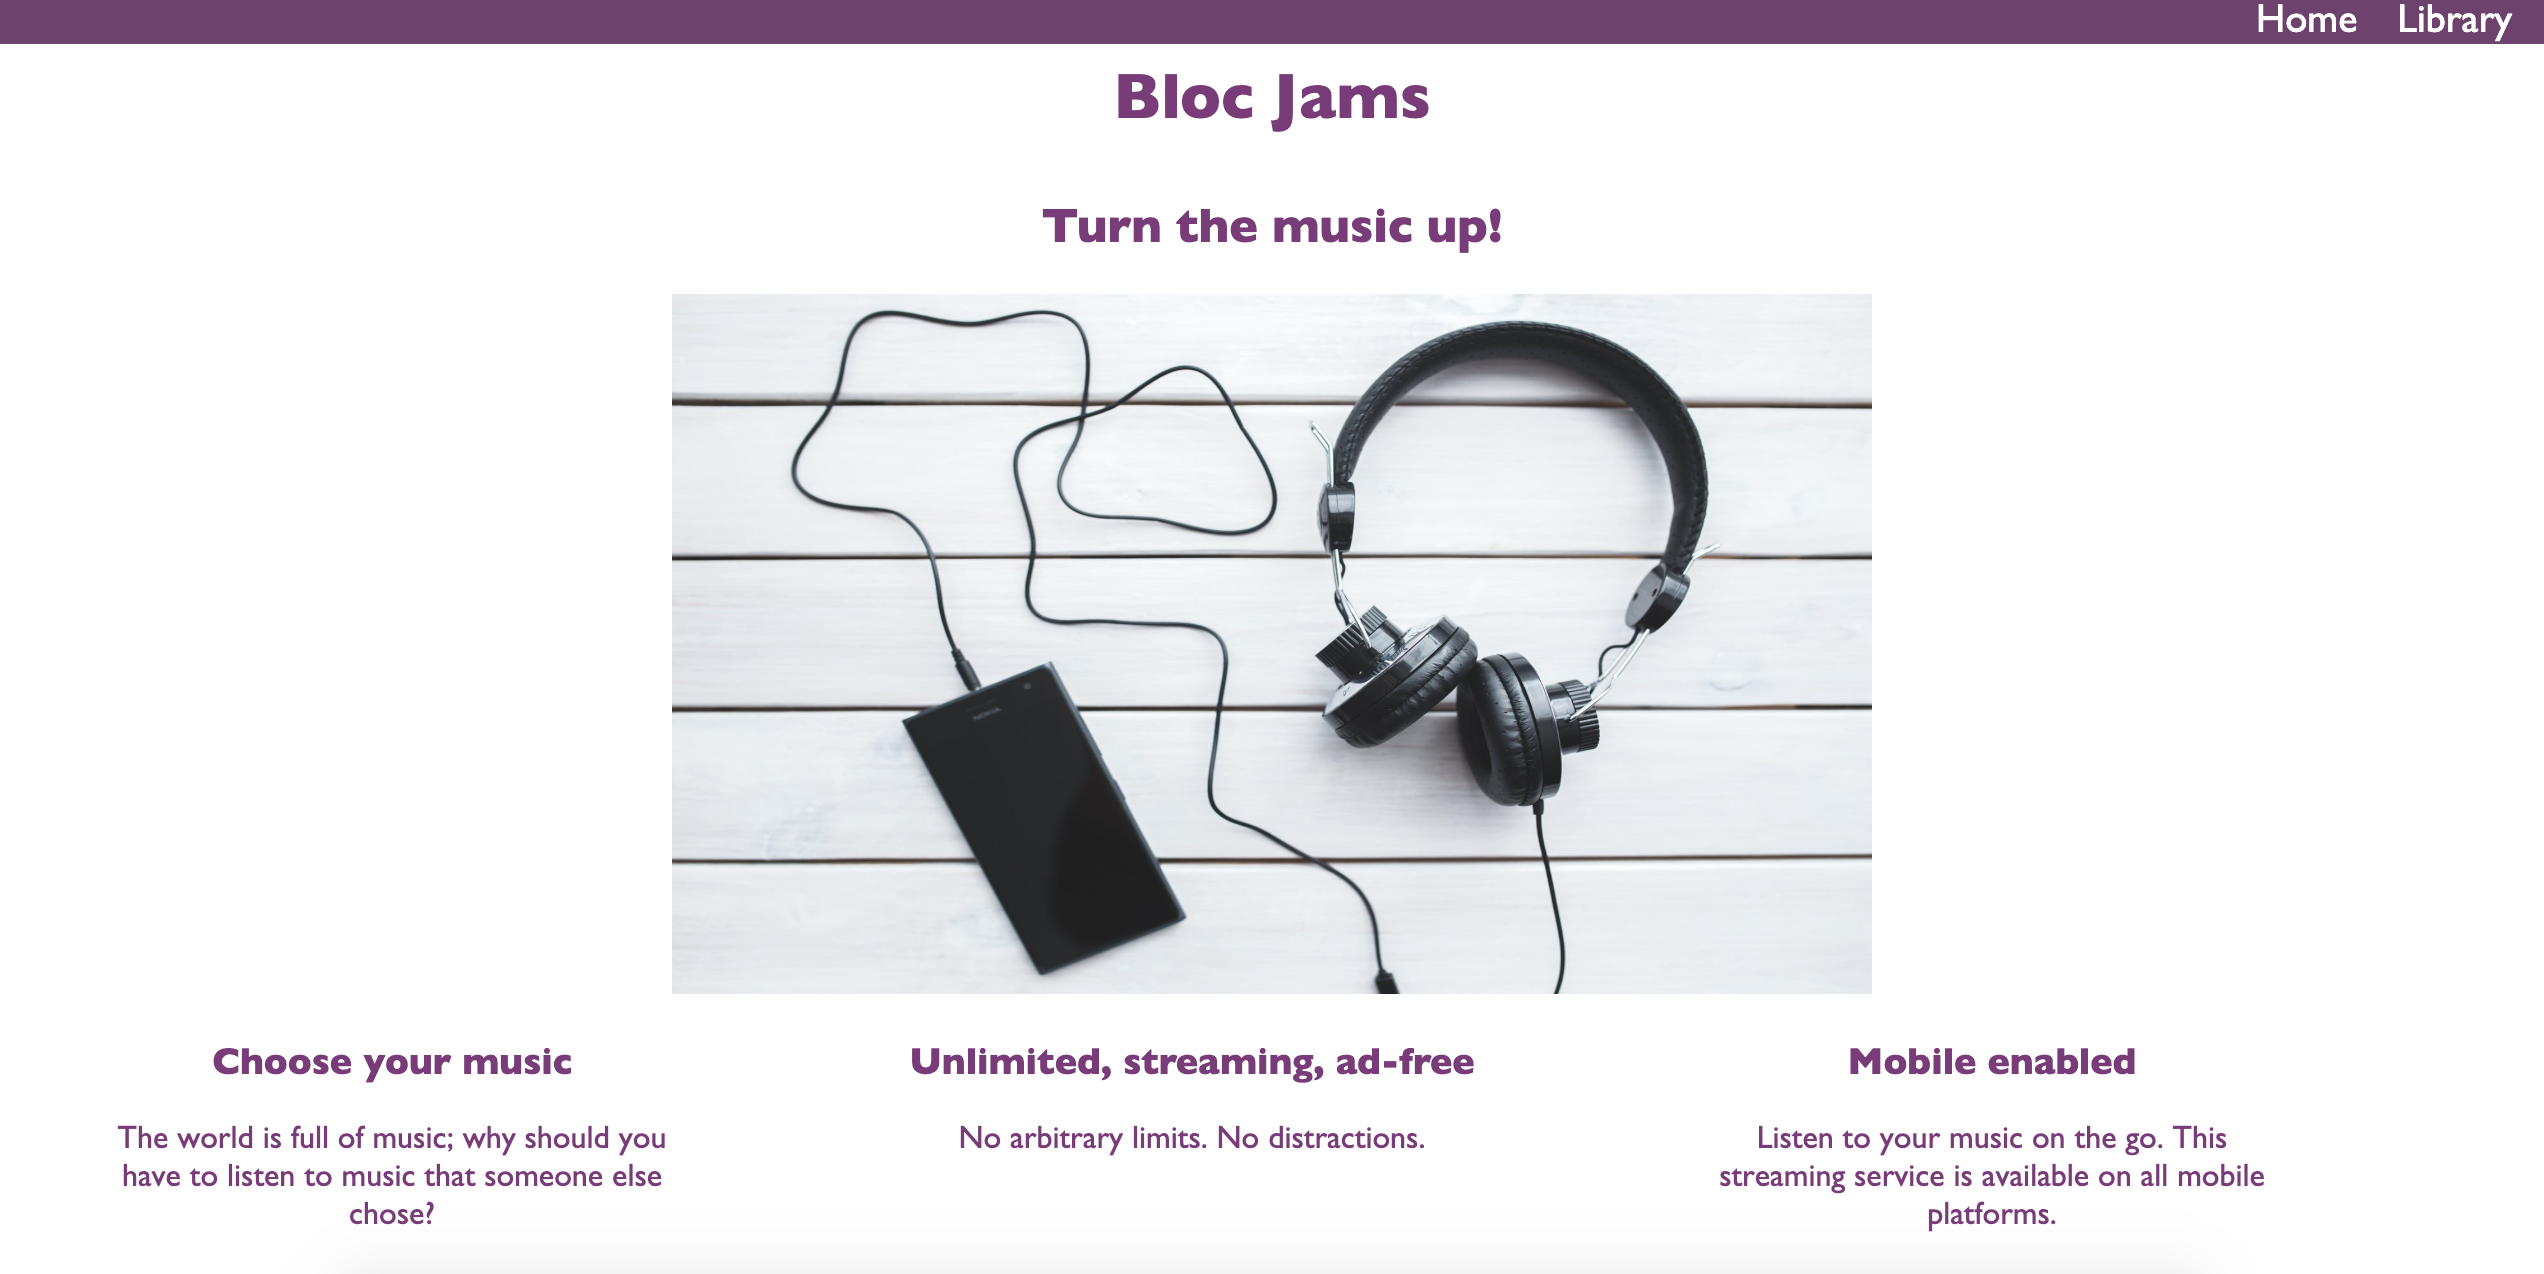 Home Library
Bloc Jams
Turn the music up!
NOKIA
Choose your music
The world is full of music; why should you
have to listen to music that someone else
chose?
Unlimited, streaming, ad-free
No arbitrary limits. No distractions.
Mobile enabled
Listen to your music on the go. This
streaming service is available on all mobile
platforms.